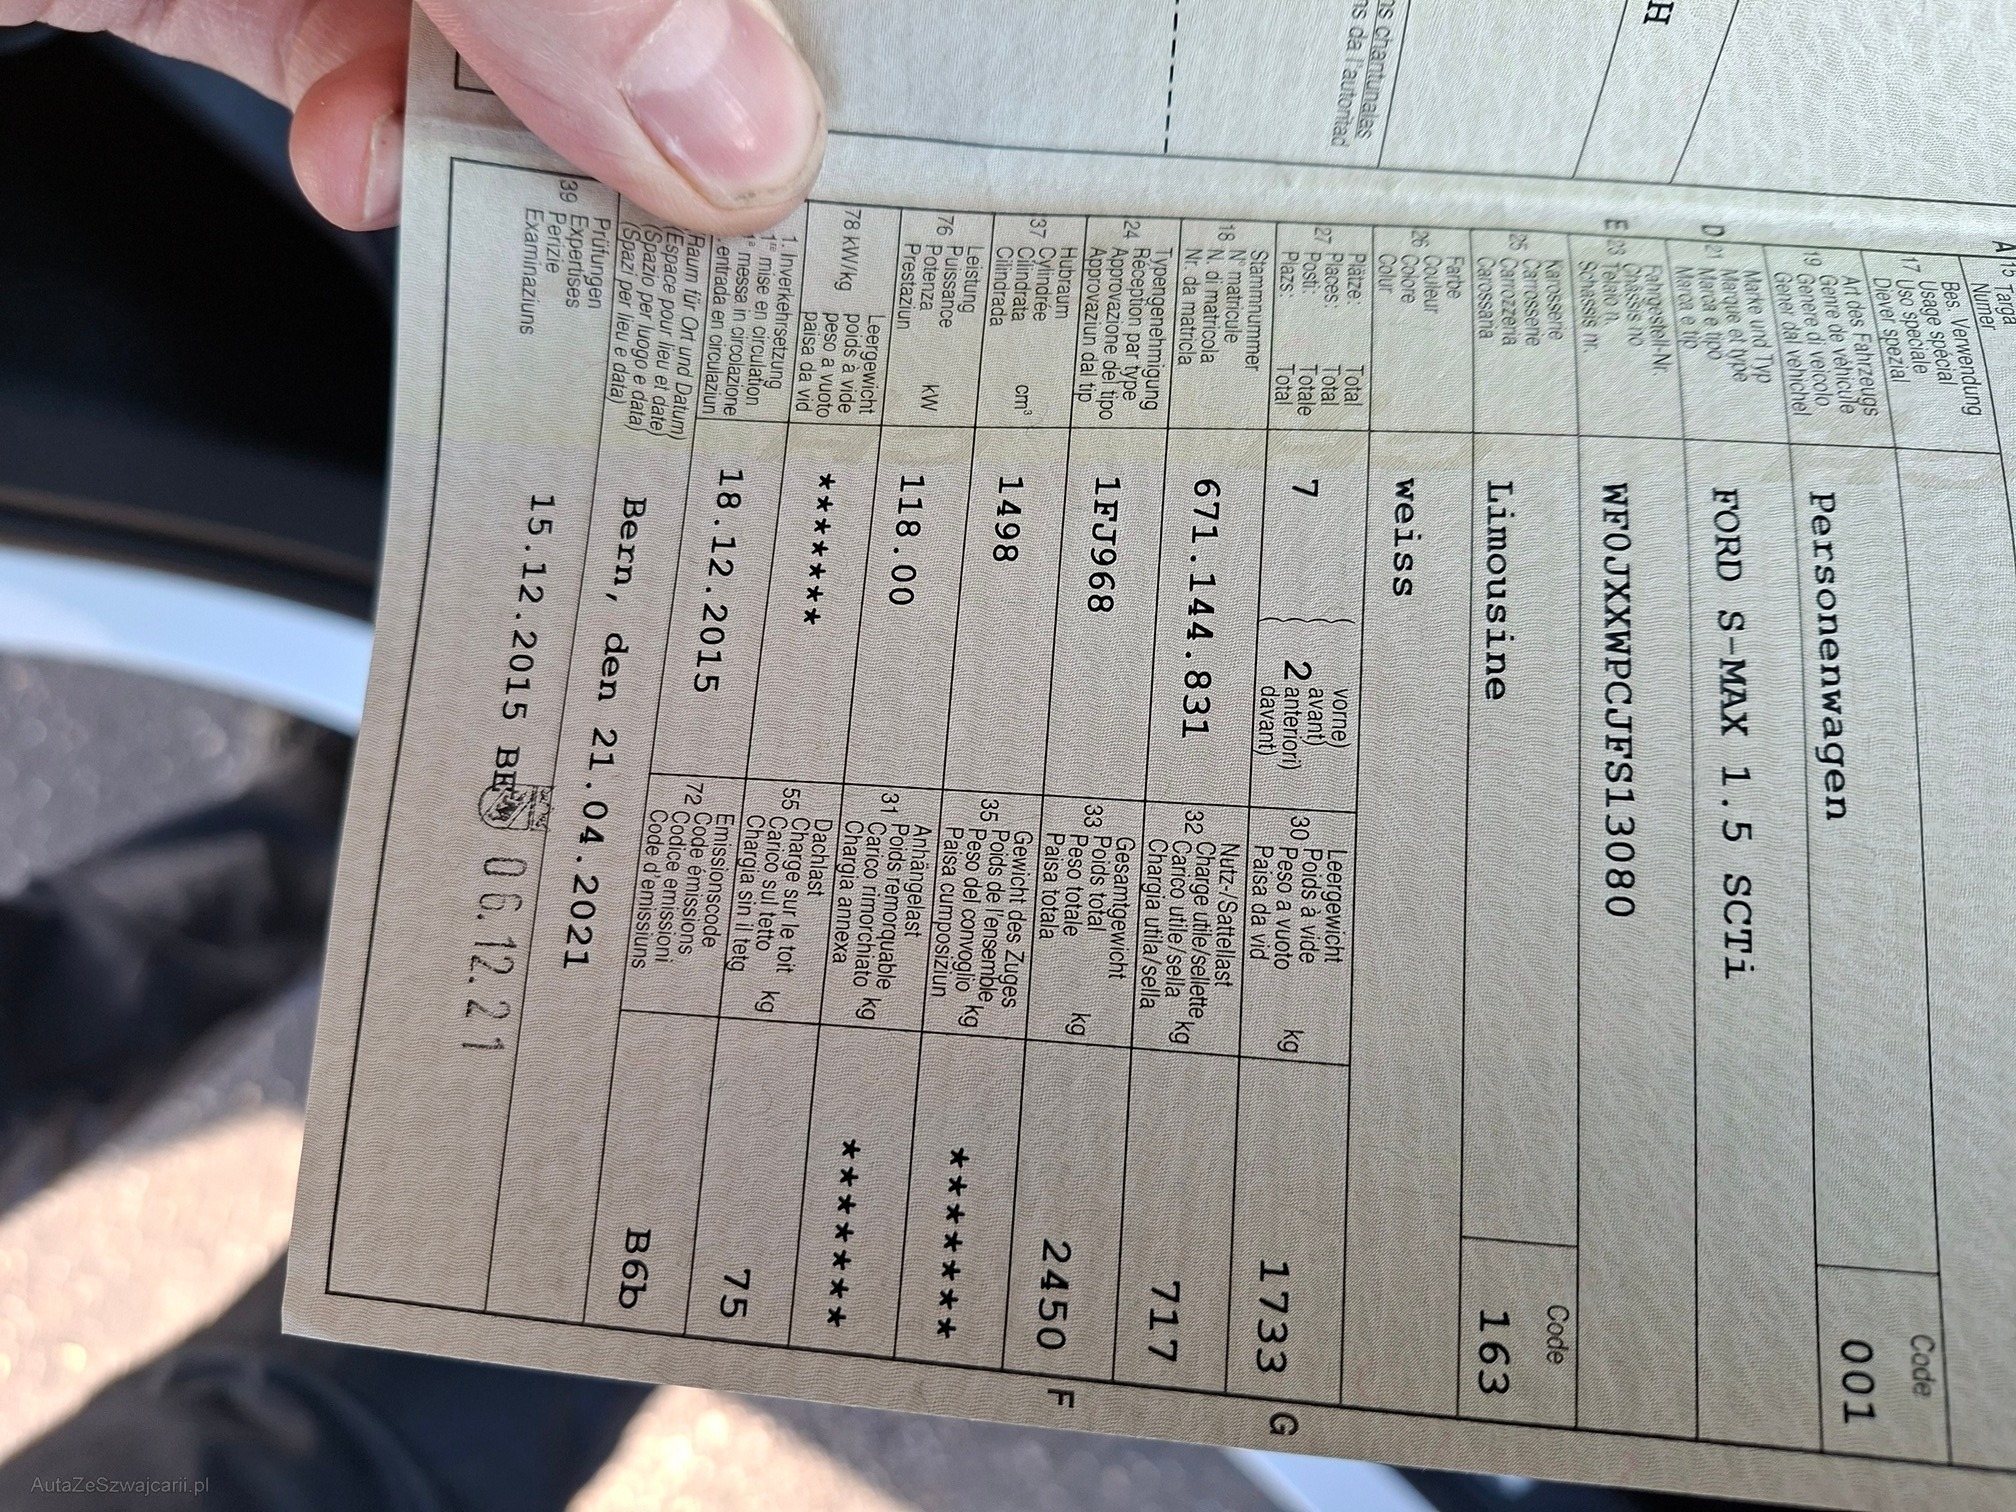 H
ns chantunalas
ns da l'autoritad
A 15 Targa
Numer
Bes. Verwendung
Usage spécial
17 Uso speciale
Diever spezial
Code
Art des Fahrzeugs
Genre de véhicule
19 Genere di veicolo
Gener dal vehichel
Personenwagen
001
Marke und Typ
D 21 Marque et type
Marca e tipo
Marca e tip
FORD S-MAX 1.5 SCTi
Fahrgestell-Nr.
Châssis no
E 23 Telaio n.
Schassis nr.
WF0JXXWPCJFS13080
Karosserie
25 Carrosserie
Carrozzeria
Carossaria
Limousine
Code
163
Farbe
26 Couleur
Colore
Colur
weiss
Plätze: Total
27 Places: Total
Posti: Totale
Plazs: Total
7
( vorne)
avant)
( 2 anteriori)
davant)
Leergewicht
30 Poids à vide
Peso a vuoto kg
Paisa da vid
1733 G
Stammnummer
18 N° matricule
N. di matricola
Nr. da matricla
671.144.831
Nutz-/Sattellast
32 Charge utile/sellette
Carico utile/sella kg
Chargia utila/sella
717
Typengenehmigung
24 Réception par type
Approvazione del tipo
Approvaziun dal tip
1FJ968
Gesamtgewicht
33 Poids total
Peso totale kg
Paisa totala
2450 F
Hubraum
37 Cylindrée
Cilindrata cm³
Cilindrada
1498
Gewicht des Zuges
35 Poids de l'ensemble
Peso del convoglio kg
Paisa cumposiziun
*******
Leistung
76 Puissance
Potenza kW
Prestaziun
118.00
Anhängelast
31 Poids remorquable
Carico rimorchiato kg
Chargia annexa
*******
78 kW/kg Leergewicht
poids à vide
peso a vuoto
paisa da vid
******
Dachlast
55 Charge sur le toit
Carico sul tetto kg
Chargia sin il tetg
75
1. Inverkehrsetzung
1re mise en circulation
1a messa in circolazione
. entrada en circulaziun
18.12.2015
Emissionscode
72 Code émissions
Codice emissioni
Code d'emissiuns
B6b
(Raum für Ort und Datum)
(Espace pour lieu et date)
(Spazio per luogo e data)
(Spazi per lieu e data)
Bern, den 21.04.2021
Prüfungen
39 Expertises
Perizie
Examinaziuns
15.12.2015 BE
06.12.21
AutaZeSzwajcarii.pl